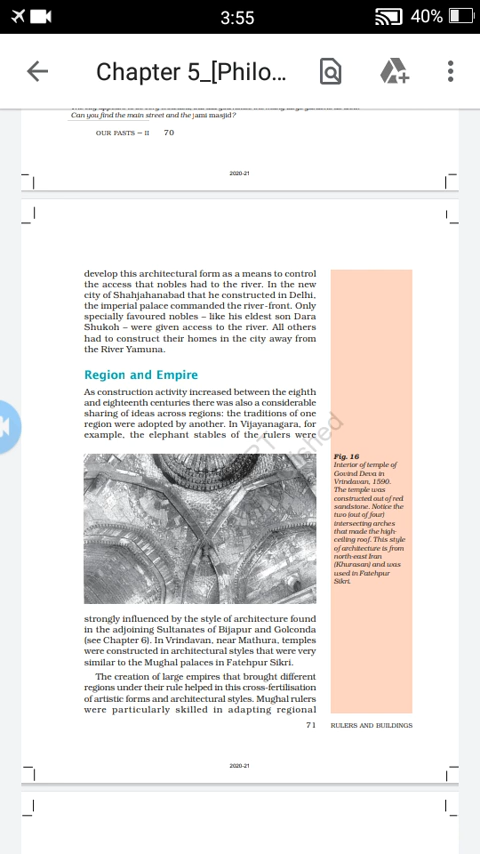 3:55
40%
Chapter 5_[Philo...
Can you find the main street and the jami masjid?
OUR PASTS – II 70
2020-21
develop this architectural form as a means to control
the access that nobles had to the river. In the new
city of Shahjahanabad that he constructed in Delhi,
the imperial palace commanded the river-front. Only
specially favoured nobles – like his eldest son Dara
Shukoh – were given access to the river. All others
had to construct their homes in the city away from
the River Yamuna.
Region and Empire
As construction activity increased between the eighth
and eighteenth centuries there was also a considerable
sharing of ideas across regions: the traditions of one
region were adopted by another. In Vijayanagara, for
example, the elephant stables of the rulers were
Fig. 16
Interior of temple of
Govind Deva in
Vrindavan, 1590.
The temple was
constructed out of red
sandstone. Notice the
two (out of four)
intersecting arches
that made the high-
ceiling roof. This style
of architecture is from
north-east Iran
(Khurasan) and was
used in Fatehpur
Sikri.
strongly influenced by the style of architecture found
in the adjoining Sultanates of Bijapur and Golconda
(see Chapter 6). In Vrindavan, near Mathura, temples
were constructed in architectural styles that were very
similar to the Mughal palaces in Fatehpur Sikri.
The creation of large empires that brought different
regions under their rule helped in this cross-fertilisation
of artistic forms and architectural styles. Mughal rulers
were particularly skilled in adapting regional
71 RULERS AND BUILDINGS
2020-21